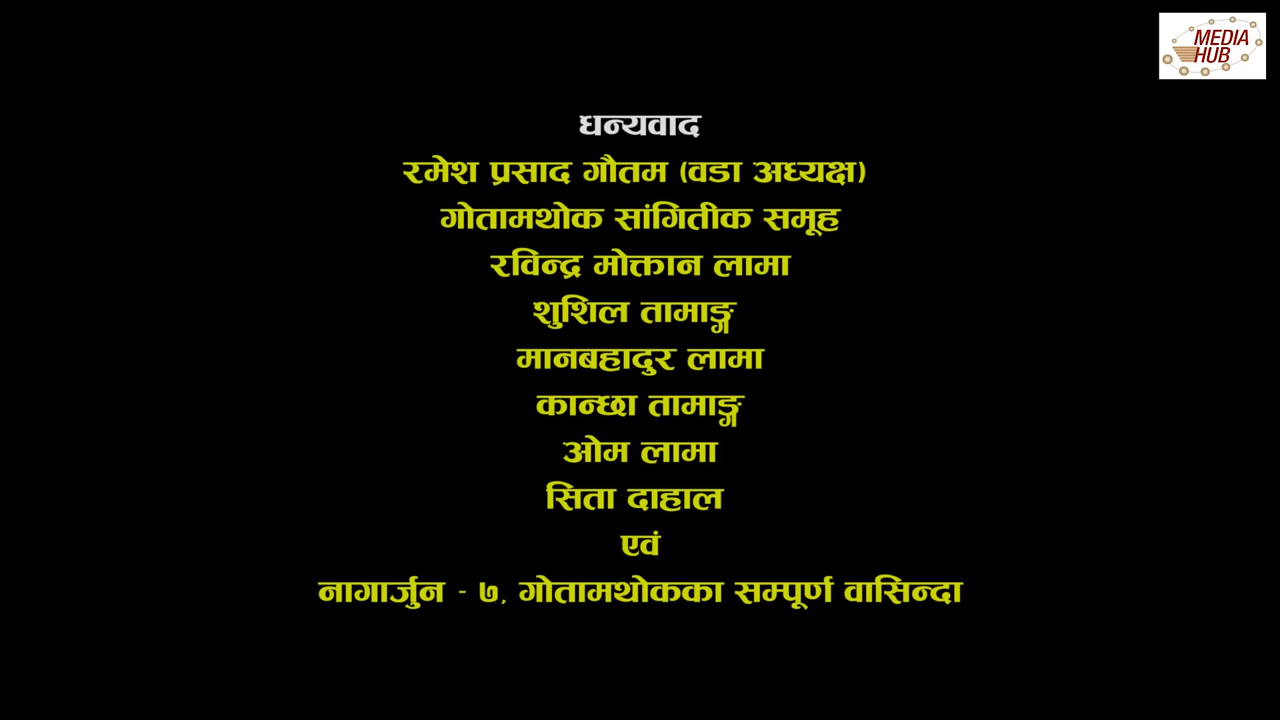 MEDIA
HUB
धन्यवाद
रमेश प्रसाद गौतम (वडा अध्यक्ष)
गोतामथोक सांगितीक समूह
रविन्द्र मोक्तान लामा
शुशिल तामाङ्ग
मानबहादुर लामा
कान्छा तामाङ्ग
ओम लामा
सिता दाहाल
एवं
नागार्जुन - ७, गोतामथोकका सम्पूर्ण वासिन्दा